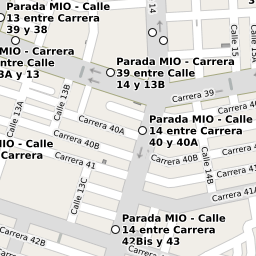 Parada MIO - Calle
13 entre Carrera
39 y 38
14
Calle 15
MIO - Carrera
entre Calle
3A y 13
Parada MIO - Carrera
39 entre Calle
14 y 13B
Carrera 39
Calle 13A
Calle 13B
Carrera 40A
Parada MIO - Calle
14 entre Carrera
40 y 40A
Carrera 40B
MIO - Calle
Carrera
Carrera 41
Carrera 40B
Calle 14B
Calle 13C
Carrera 41A
Parada MIO - Calle
14 entre Carrera
42Bis y 43
Carrera 42B